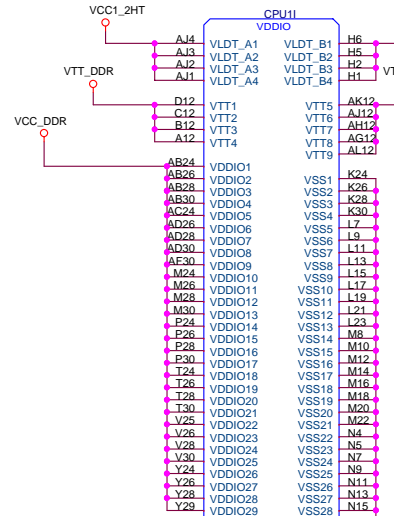 VCC1_2HT
CPU1I
VDDIO
AJ4 VLDT_A1 VLDT_B1 H6
AJ3 VLDT_A2 VLDT_B2 H5
AJ2 VLDT_A3 VLDT_B3 H2
AJ1 VLDT_A4 VLDT_B4 H1
VTT_DDR
VT
D12 VTT1 VTT5 AK12
C12 VTT2 VTT6 AJ12
B12 VTT3 VTT7 AH12
A12 VTT4 VTT8 AG12
VTT9 AL12
VCC_DDR
AB24 VDDIO1 VSS1 K24
AB26 VDDIO2 VSS2 K26
AB28 VDDIO3 VSS3 K28
AB30 VDDIO4 VSS4 K30
AC24 VDDIO5 VSS5 L7
AD26 VDDIO6 VSS6 L9
AD28 VDDIO7 VSS7 L11
AD30 VDDIO8 VSS8 L13
AF30 VDDIO9 VSS9 L15
M24 VDDIO10 VSS10 L17
M26 VDDIO11 VSS11 L19
M28 VDDIO12 VSS12 L21
M30 VDDIO13 VSS13 L23
P24 VDDIO14 VSS14 M8
P26 VDDIO15 VSS15 M10
P28 VDDIO16 VSS16 M12
P30 VDDIO17 VSS17 M14
T24 VDDIO18 VSS18 M16
T26 VDDIO19 VSS19 M18
T28 VDDIO20 VSS20 M20
T30 VDDIO21 VSS21 M22
V25 VDDIO22 VSS22 N4
V26 VDDIO23 VSS23 N5
V28 VDDIO24 VSS24 N7
V30 VDDIO25 VSS25 N9
Y24 VDDIO26 VSS26 N11
Y26 VDDIO27 VSS27 N13
Y28 VDDIO28 VSS28 N15
Y29 VDDIO29